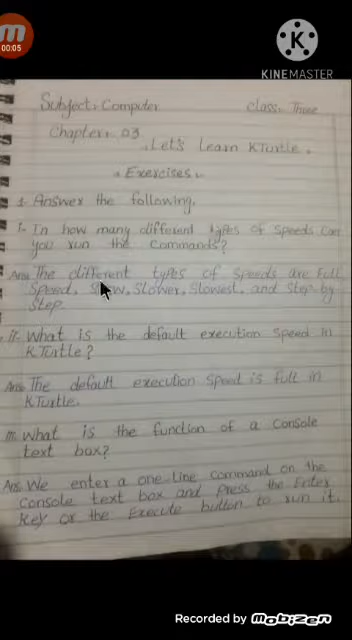 00:05
K
KINEMASTER
Subject: Computer Class: Three
Chapter: 03
Let's Learn KTurtle.
Exercises
1. Answer the following.
i. In how many different types of speeds can
you run the commands?
Ans: The different types of speeds are full
Speed, Slow, Slower, Slowest, and Step by
Step
ii. What is the default execution speed in
KTurtle?
Ans: The default execution speed is full in
KTurtle.
iii. What is the function of a console
text box?
Ans: We enter a one-line command on the
Console text box and press the Enter
Key or the Execute button to run it.
Recorded by Mobizen